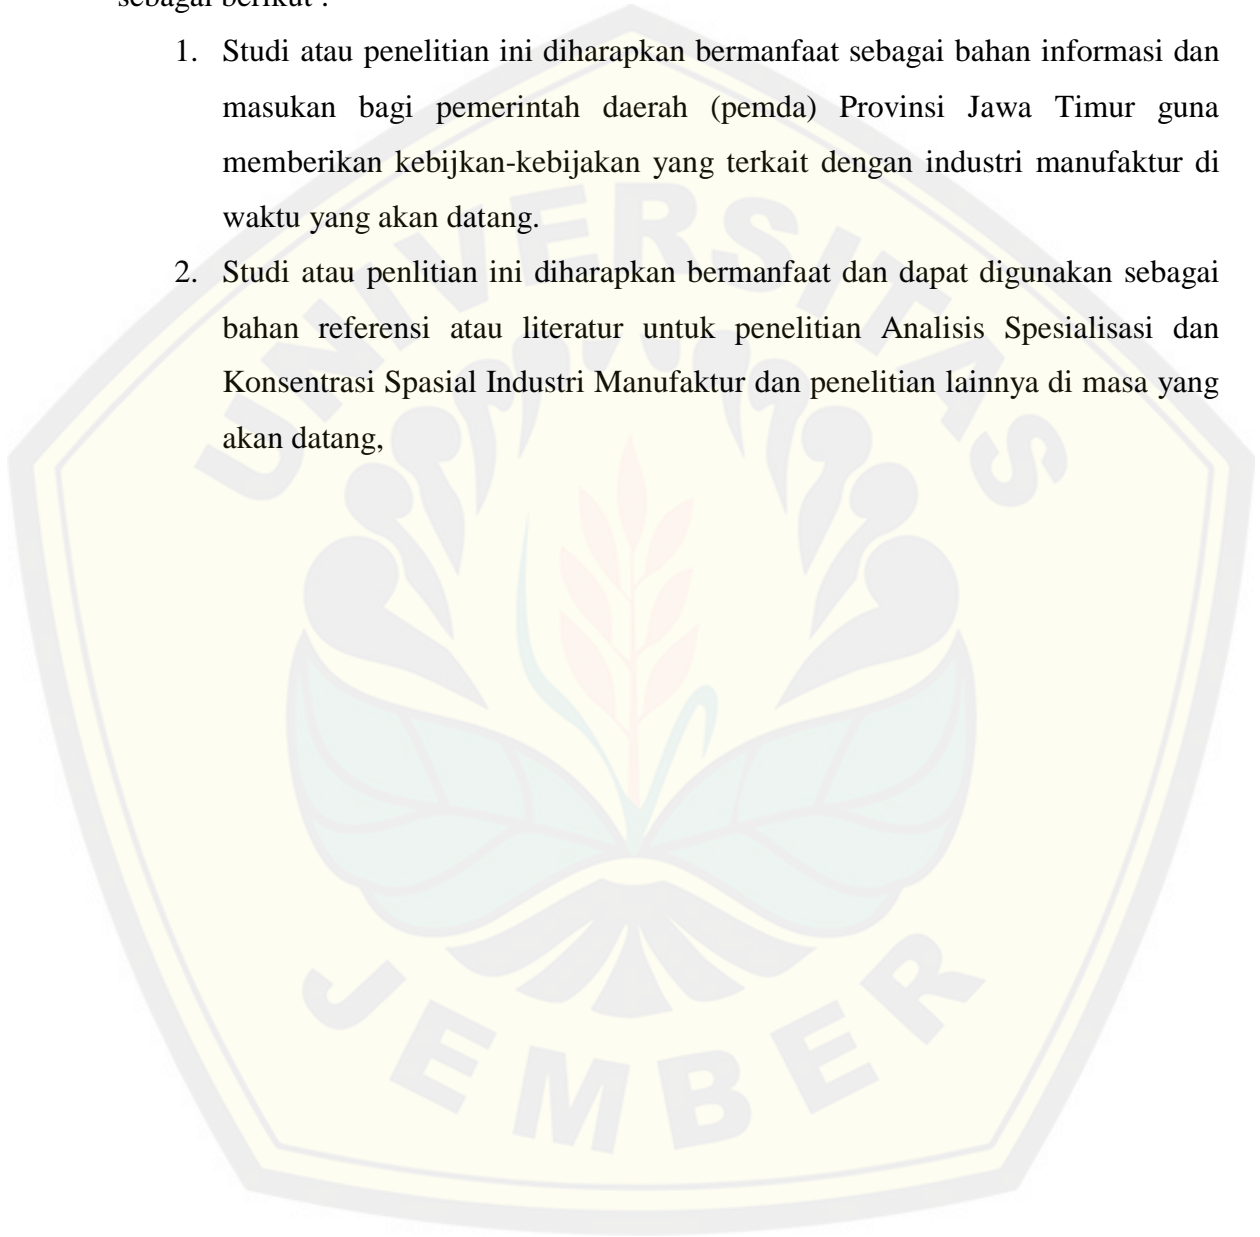 sebagai berikut :
1. Studi atau penelitian ini diharapkan bermanfaat sebagai bahan informasi dan
masukan bagi pemerintah daerah (pemda) Provinsi Jawa Timur guna
memberikan kebijkan-kebijakan yang terkait dengan industri manufaktur di
waktu yang akan datang.
2. Studi atau penlitian ini diharapkan bermanfaat dan dapat digunakan sebagai
bahan referensi atau literatur untuk penelitian Analisis Spesialisasi dan
Konsentrasi Spasial Industri Manufaktur dan penelitian lainnya di masa yang
akan datang,
UNIVERSITAS
JEMBER